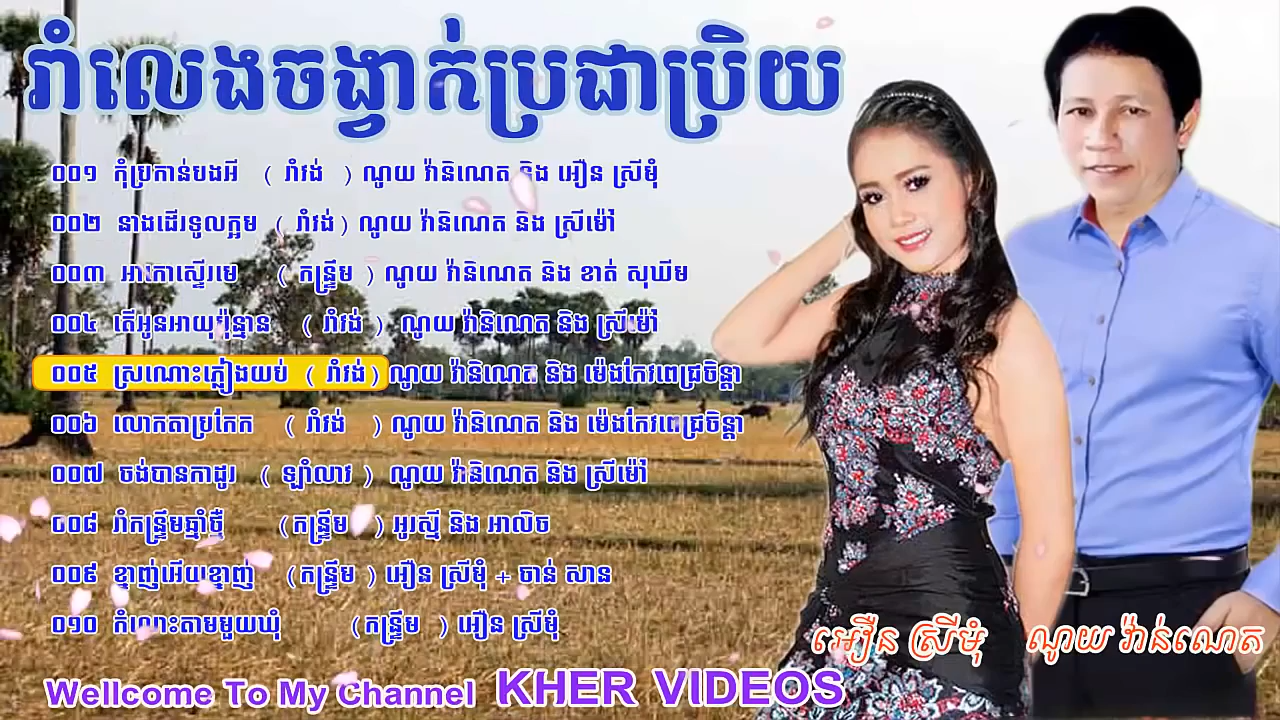 រាំលេងចង្វាក់ប្រជាប្រិយ
០០១ កុំប្រកាន់បងអី ( រាំវង់ ) ណូយ វ៉ានិណេត និង អឿន ស្រីមុំ
០០២ នាងដើរទូលក្អម ( រាំវង់ ) ណូយ វ៉ានិណេត និង ស្រីម៉ៅ
០០៣ អាកោស្ទើរមេ ( កន្ទ្រឹម ) ណូយ វ៉ានិណេត និង ខាត់ សុឃីម
០០៤ តើអូនអាយុប៉ុន្មាន ( រាំវង់ ) ណូយ វ៉ានិណេត និង ស្រីម៉ៅ
០០៥ ស្រណោះភ្លៀងយប់ ( រាំវង់ ) ណូយ វ៉ានិណេត និង ម៉េងកែវពេជ្រចិន្តា
០០៦ លោកតាប្រកែក ( រាំវង់ ) ណូយ វ៉ានិណេត និង ម៉េងកែវពេជ្រចិន្តា
០០៧ ចង់បានកាដូរ ( ឡាំលាវ ) ណូយ វ៉ានិណេត និង ស្រីម៉ៅ
០០៨ រាំកន្ទ្រឹមឆ្នាំថ្មី ( កន្ទ្រឹម ) អូរស្មី និង អាលិច
០០៩ ខ្ញាញ់អើយខ្ញាញ់ ( កន្ទ្រឹម ) អឿន ស្រីមុំ + ចាន់ សាន
០១០ កំលោះតាមមួយឃុំ ( កន្ទ្រឹម ) អឿន ស្រីមុំ
អឿន ស្រីមុំ ណូយ វ៉ាន់ណេត
Wellcome To My Channel KHER VIDEOS